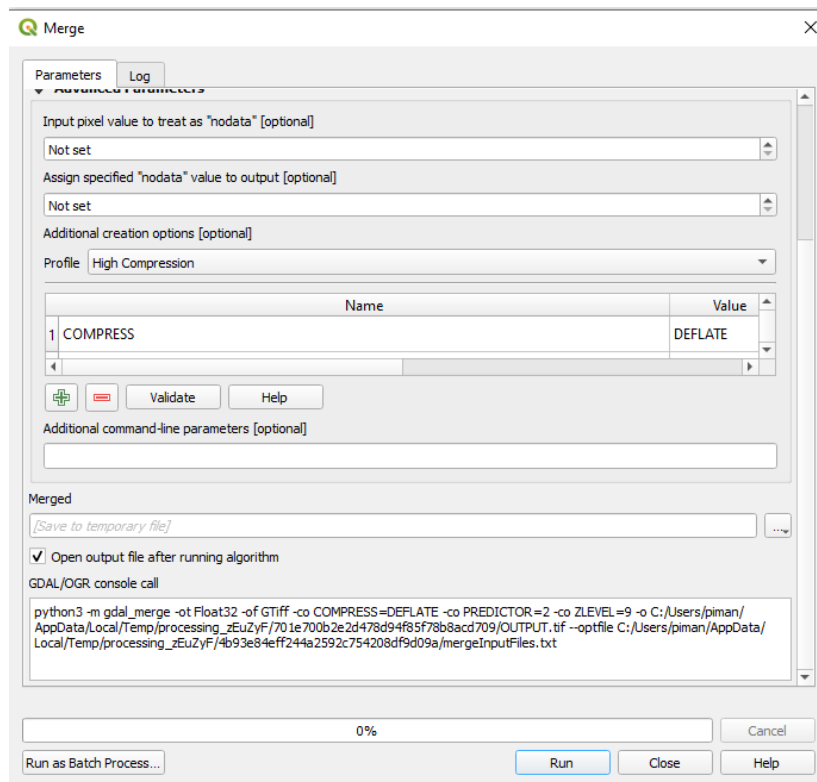 Merge
Parameters
Log
Advanced Parameters
Input pixel value to treat as "nodata" [optional]
Not set
Assign specified "nodata" value to output [optional]
Not set
Additional creation options [optional]
Profile High Compression
Name Value
1 COMPRESS DEFLATE
Validate Help
Additional command-line parameters [optional]
Merged
[Save to temporary file]
...
Open output file after running algorithm
GDAL/OGR console call
python3 -m gdal_merge -ot Float32 -of GTiff -co COMPRESS=DEFLATE -co PREDICTOR=2 -co ZLEVEL=9 -o C:/Users/piman/
AppData/Local/Temp/processing_zEuZyF/701e700b2e2d478d94f85f78b8acd709/OUTPUT.tif --optfile C:/Users/piman/AppData/
Local/Temp/processing_zEuZyF/4b93e84eff244a2592c754208df9d09a/mergeInputFiles.txt
0% Cancel
Run as Batch Process... Run Close Help